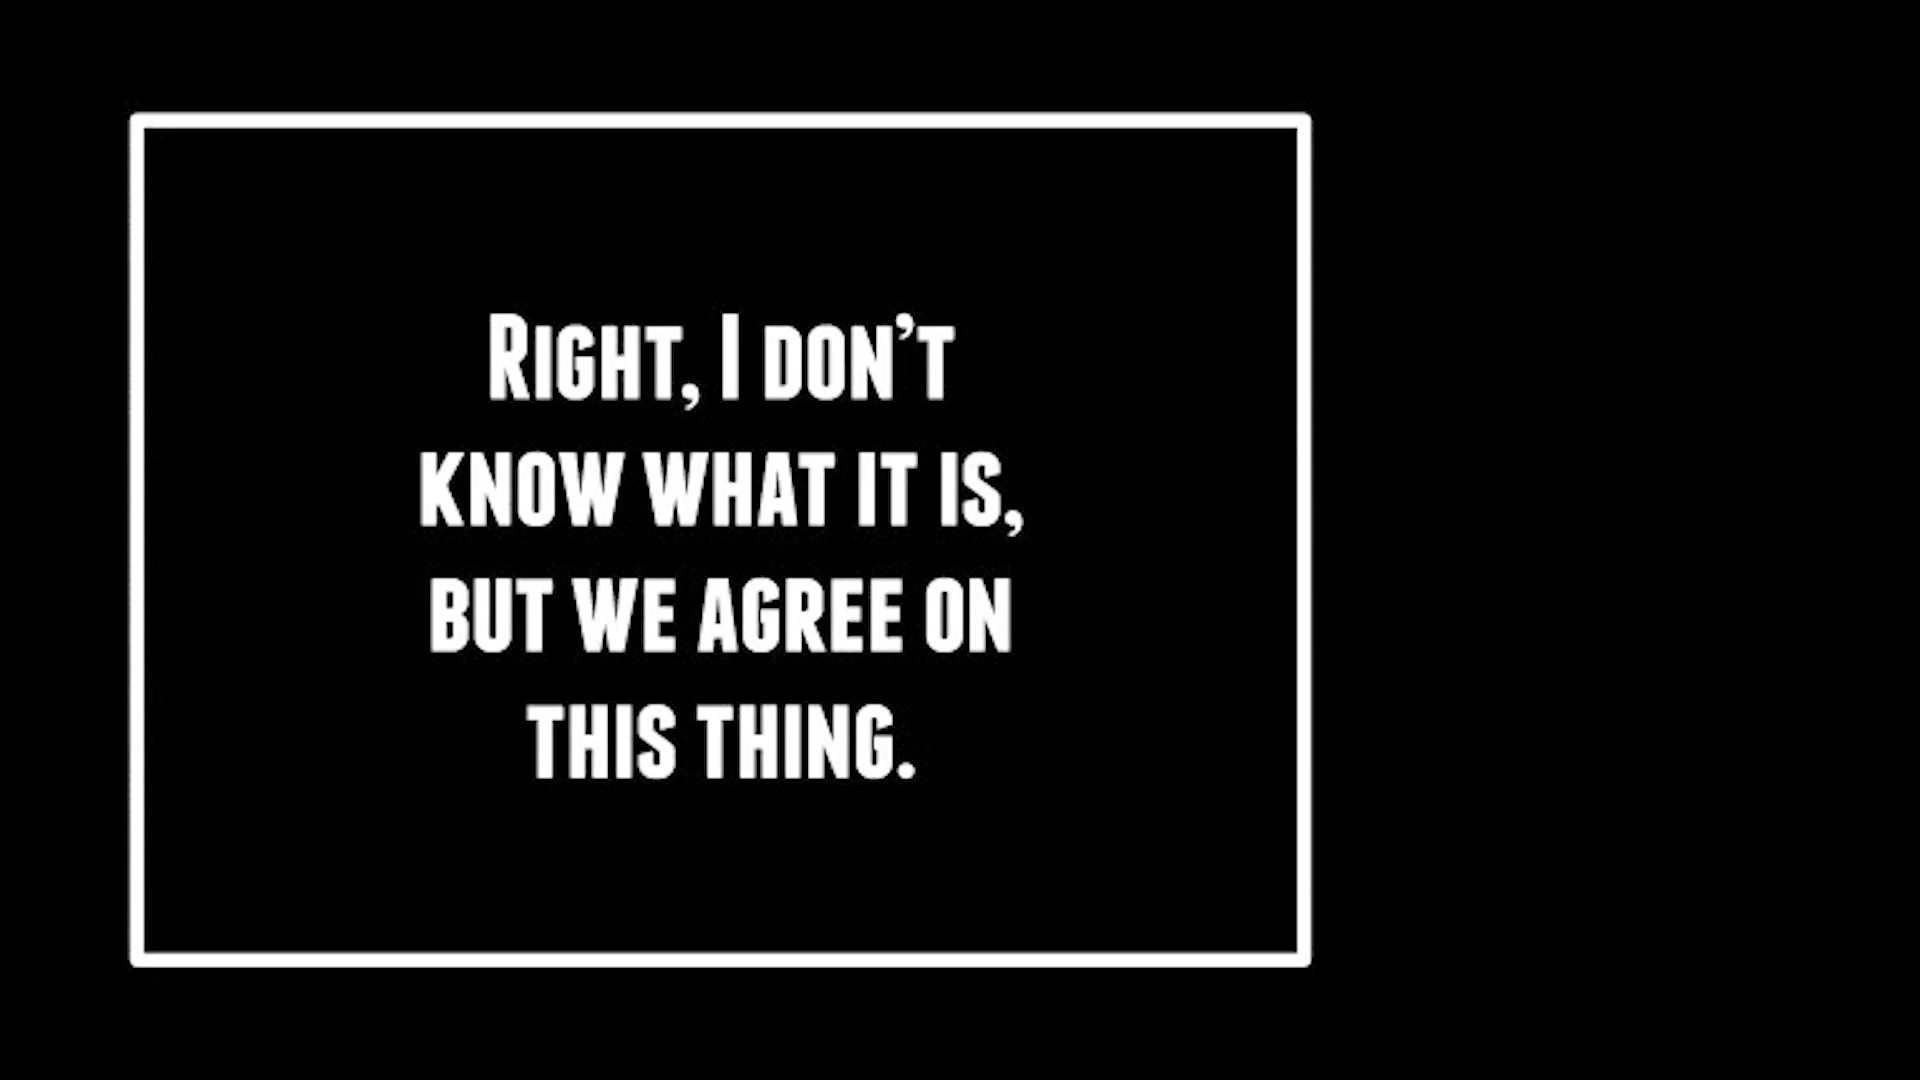 Right, I don’t
know what it is,
but we agree on
this thing.